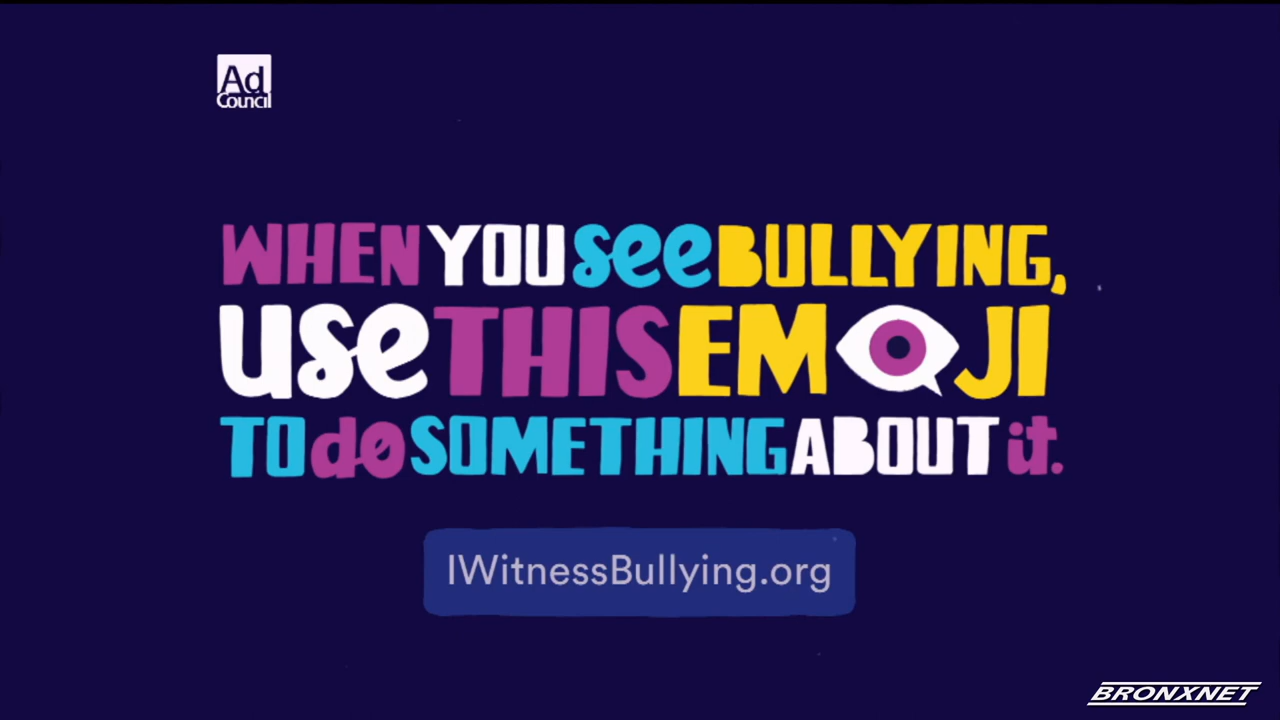 Ad
Council
WHEN YOU see BULLYING,
USe THIS EMOJI
TO do SOMETHING ABOUT it.
IWitnessBullying.org
BRONXNET